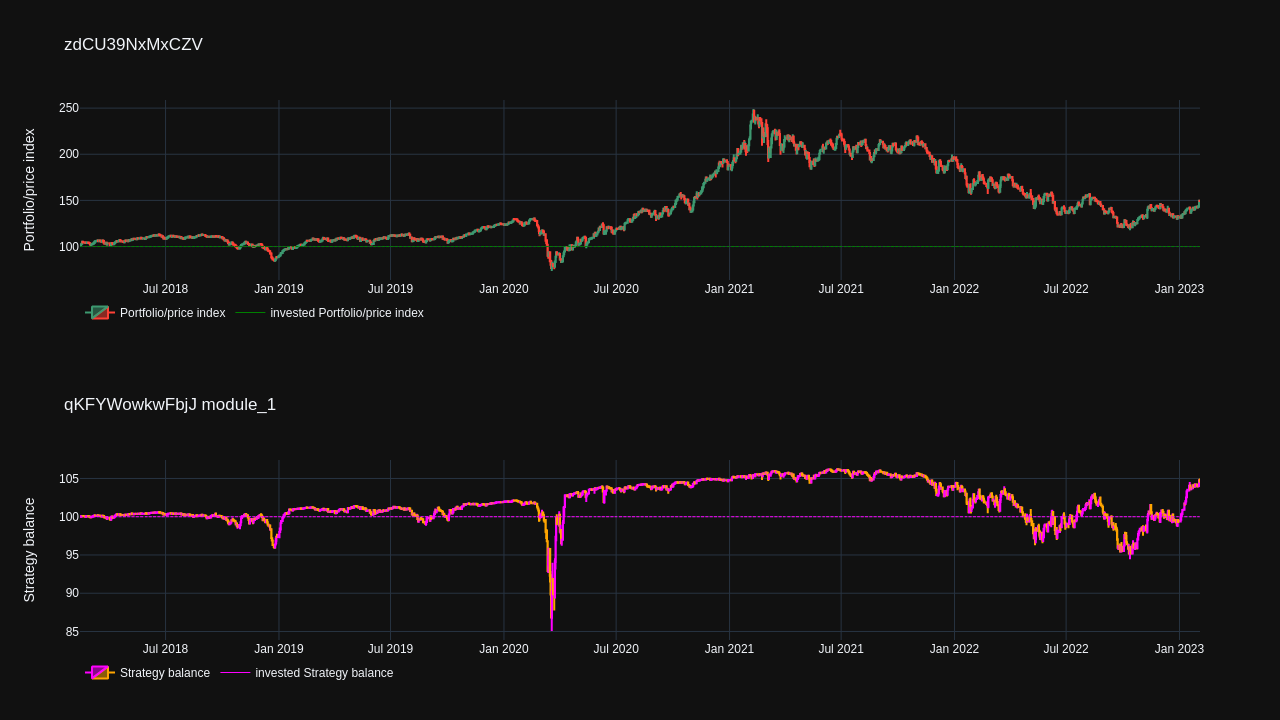 zdCU39NxMxCZV
250
200
150
100
Portfolio/price index
Jul 2018 Jan 2019 Jul 2019 Jan 2020 Jul 2020 Jan 2021 Jul 2021 Jan 2022 Jul 2022 Jan 2023
Portfolio/price index invested Portfolio/price index
qKFYWowkwFbjJ module_1
105
100
95
90
85
Strategy balance
Jul 2018 Jan 2019 Jul 2019 Jan 2020 Jul 2020 Jan 2021 Jul 2021 Jan 2022 Jul 2022 Jan 2023
Strategy balance invested Strategy balance